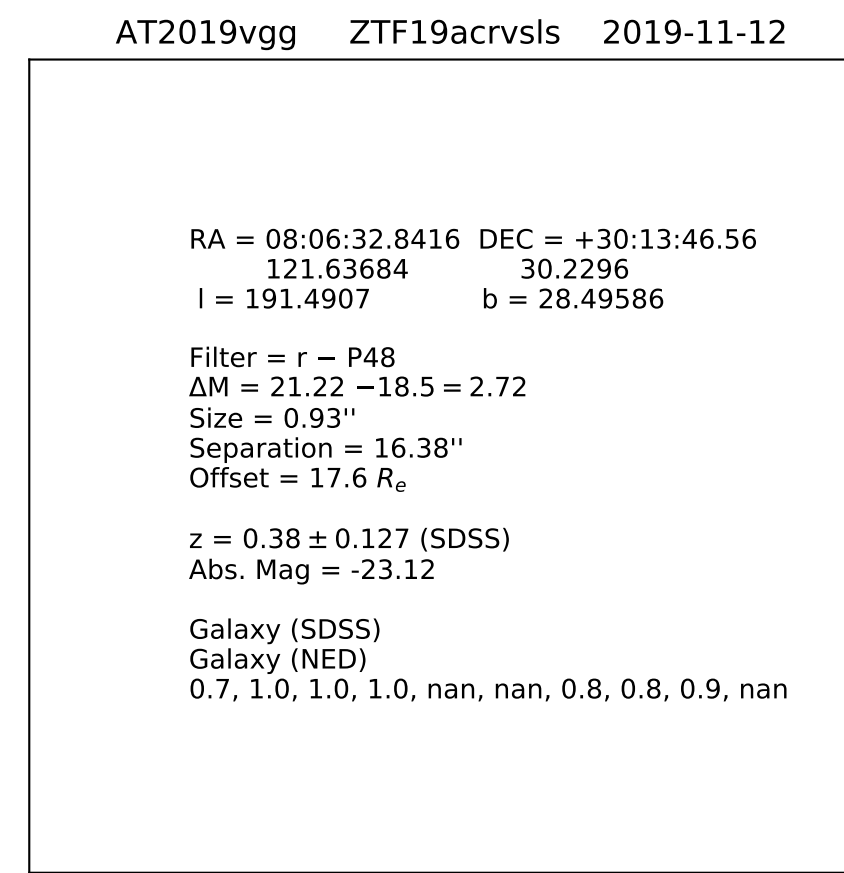 AT2019vgg ZTF19acrvsls 2019-11-12
RA = 08:06:32.8416 DEC = +30:13:46.56
121.63684 30.2296
l = 191.4907 b = 28.49586
Filter = r − P48
ΔM = 21.22 −18.5 = 2.72
Size = 0.93''
Separation = 16.38''
Offset = 17.6 Rₑ
z = 0.38 ± 0.127 (SDSS)
Abs. Mag = -23.12
Galaxy (SDSS)
Galaxy (NED)
0.7, 1.0, 1.0, 1.0, nan, nan, 0.8, 0.8, 0.9, nan